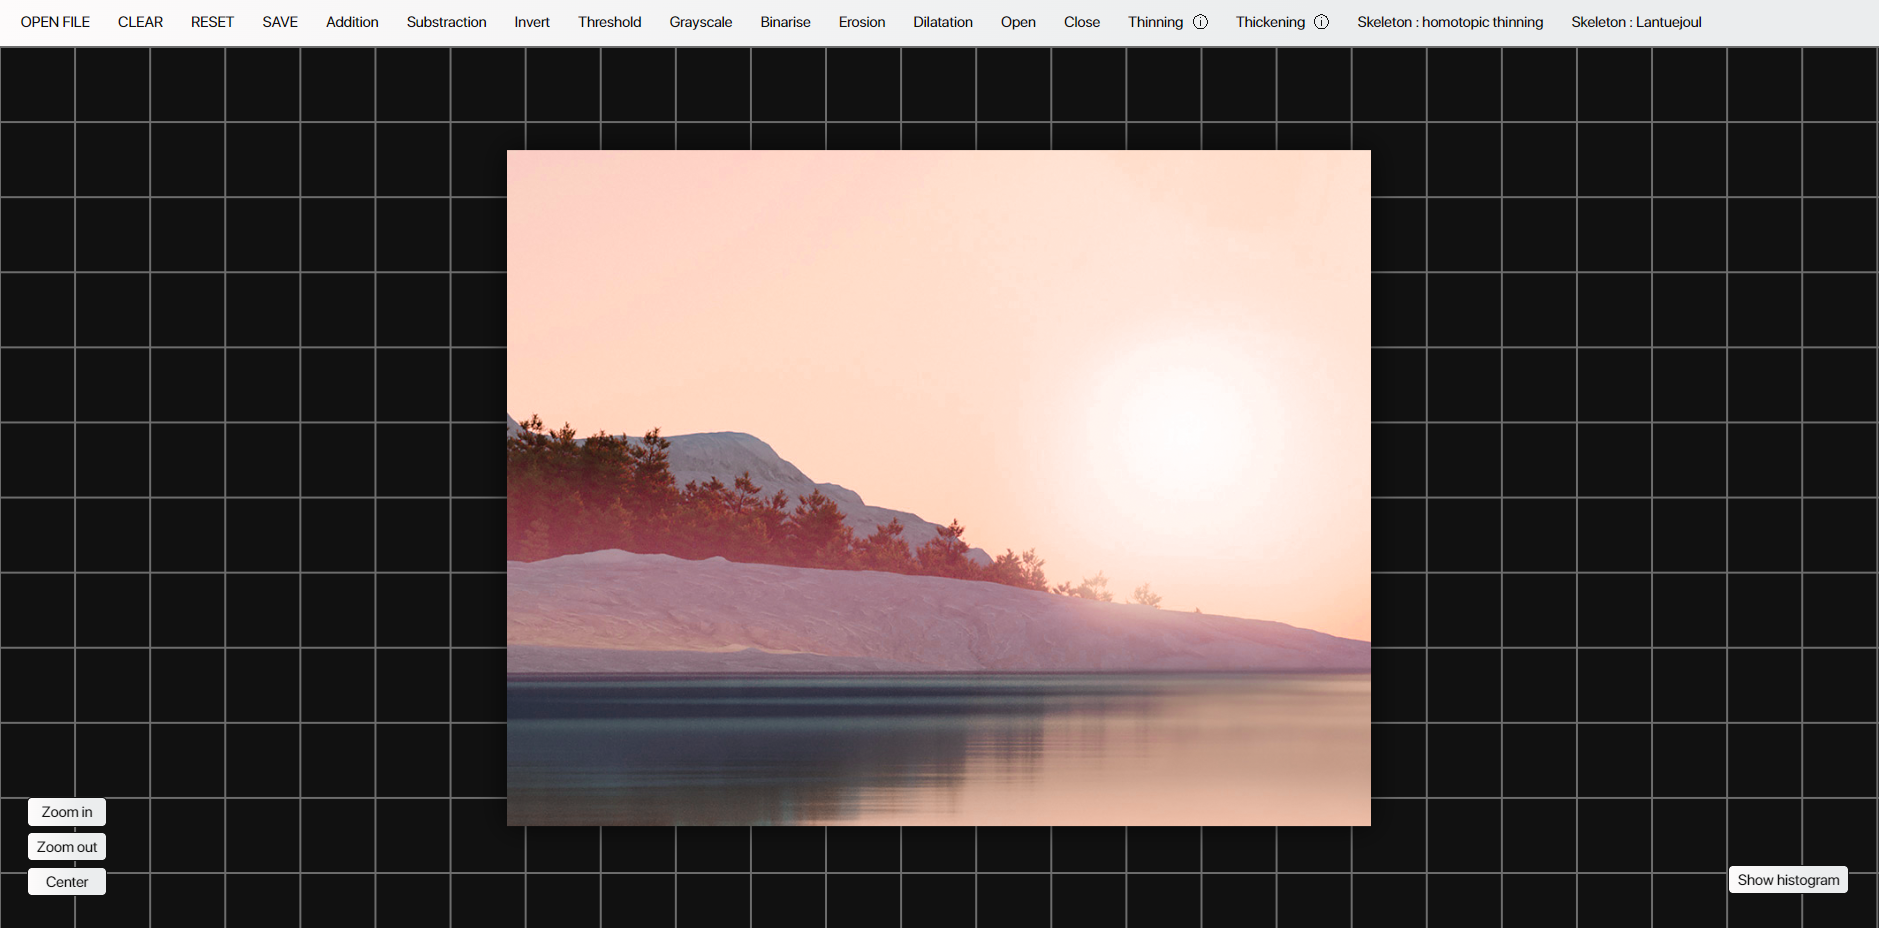 OPEN FILE CLEAR RESET SAVE Addition Substraction Invert Threshold Grayscale Binarise Erosion Dilatation Open Close Thinning ⓘ Thickening ⓘ Skeleton : homotopic thinning Skeleton : Lantuejoul
Zoom in
Zoom out
Center
Show histogram